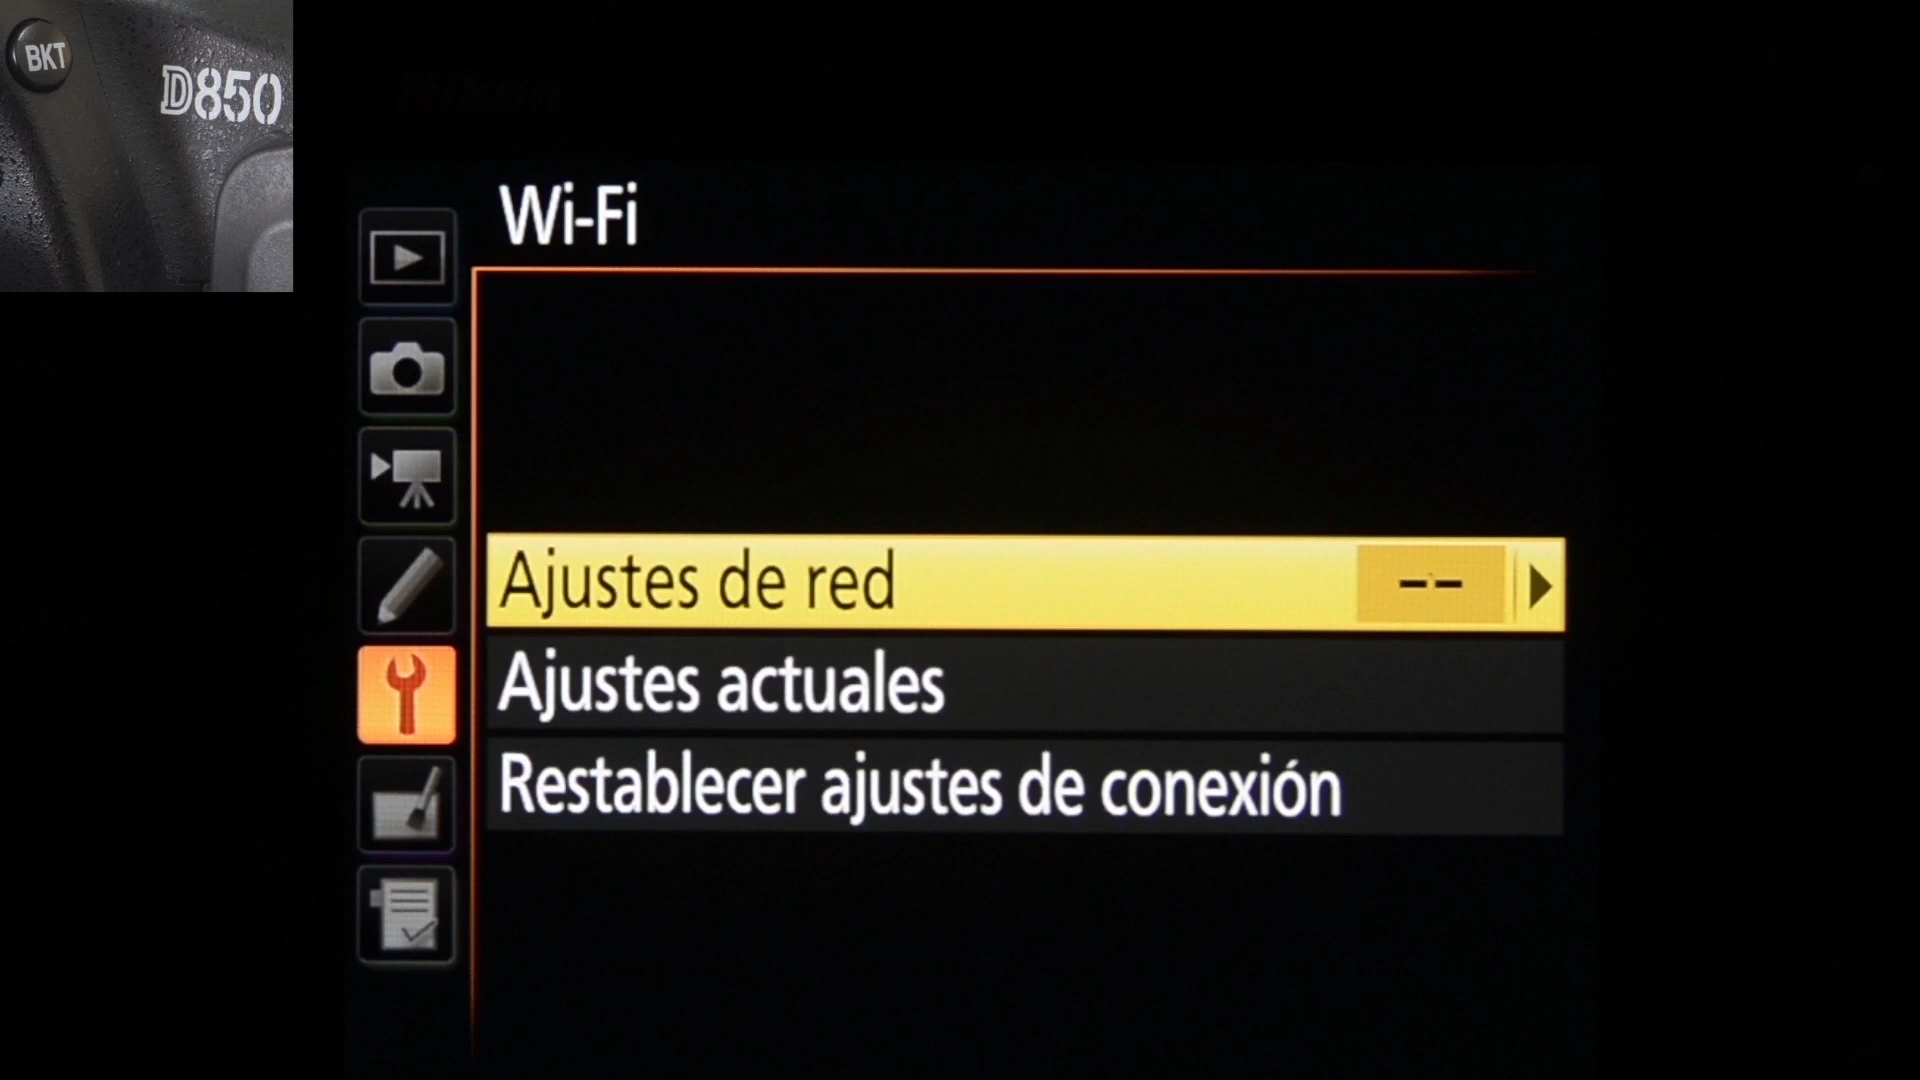 BKT
D850
Wi-Fi
Ajustes de red --
Ajustes actuales
Restablecer ajustes de conexión